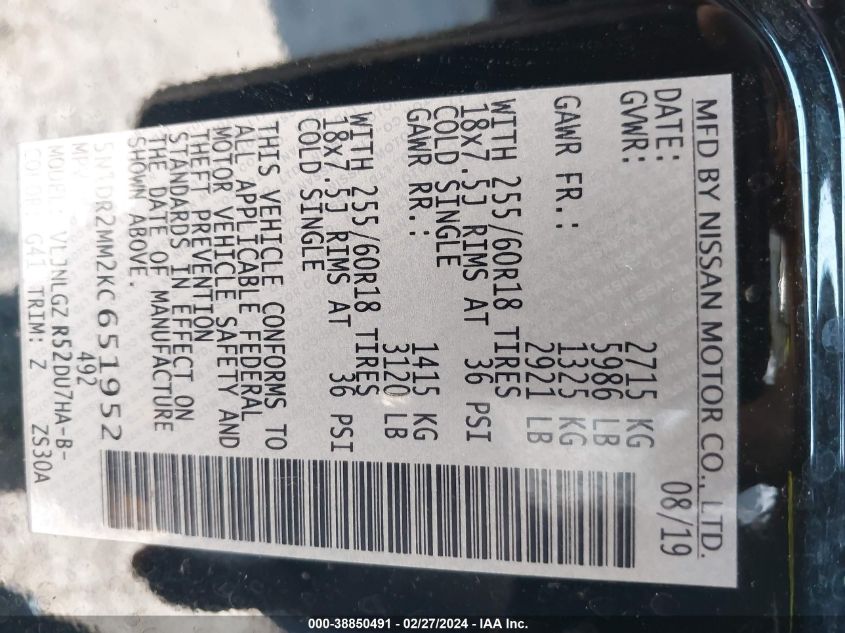 MFD BY NISSAN MOTOR CO., LTD.
DATE: 08/19
GVWR: 2715 KG
5986 LB
GAWR FR.: 1325 KG
2921 LB
WITH 255/60R18 TIRES
18x7.5J RIMS AT 36 PSI
COLD SINGLE
GAWR RR.: 1415 KG
3120 LB
WITH 255/60R18 TIRES
18x7.5J RIMS AT 36 PSI
COLD SINGLE
THIS VEHICLE CONFORMS TO
ALL APPLICABLE FEDERAL
MOTOR VEHICLE SAFETY AND
THEFT PREVENTION
STANDARDS IN EFFECT ON
THE DATE OF MANUFACTURE
SHOWN ABOVE.
5N1DR2MM2KC651952
492
MODEL: VLJNLGZ R52DU7HA-B-
COLOR: G41 TRIM: Z ZS30A
000-38850491 - 02/27/2024 - IAA Inc.